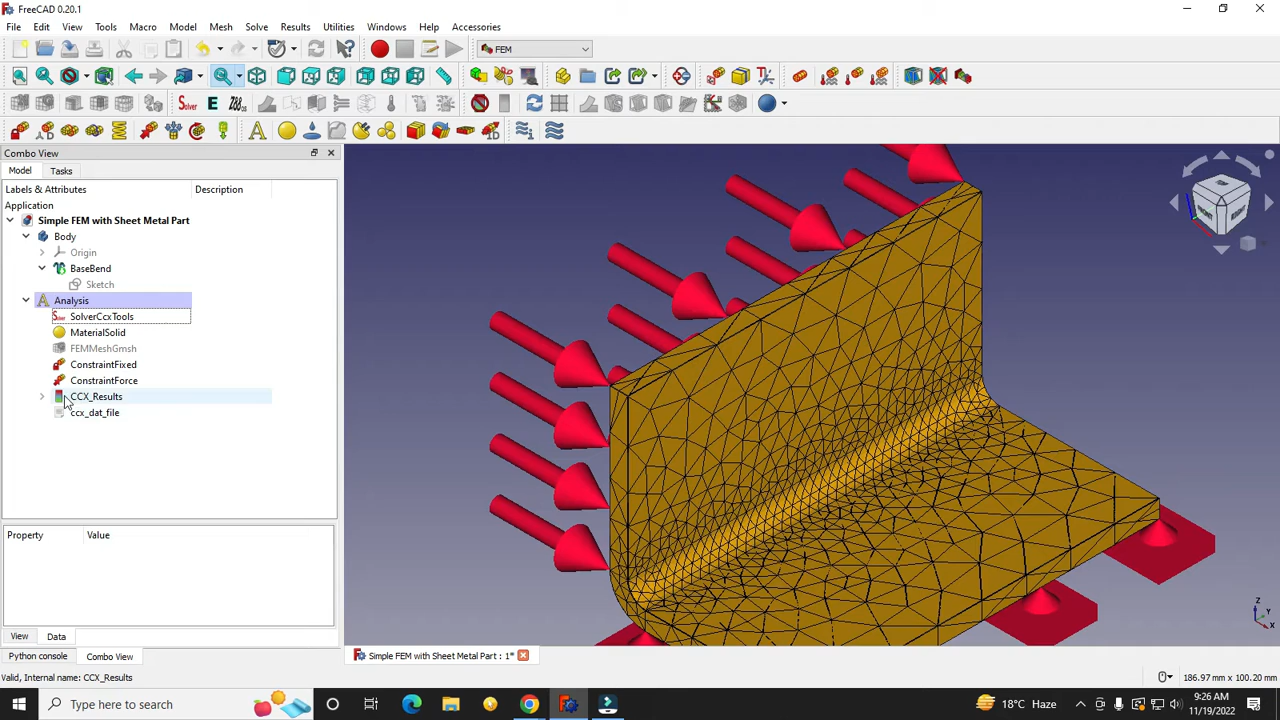 FreeCAD 0.20.1
File Edit View Tools Macro Model Mesh Solve Results Utilities Windows Help Accessories
FEM
Combo View
Model Tasks
Labels & Attributes Description
Application
Simple FEM with Sheet Metal Part
Body
Origin
BaseBend
Sketch
Analysis
SolverCcxTools
MaterialSolid
FEMMeshGmsh
ConstraintFixed
ConstraintForce
CCX_Results
ccx_dat_file
Property Value
View Data
Python console Combo View
Simple FEM with Sheet Metal Part : 1*
Valid, Internal name: CCX_Results
186.97 mm x 100.20 mm
Type here to search
18°C Haze
9:26 AM
11/19/2022
FRONT
RIGHT
Z
Y
X